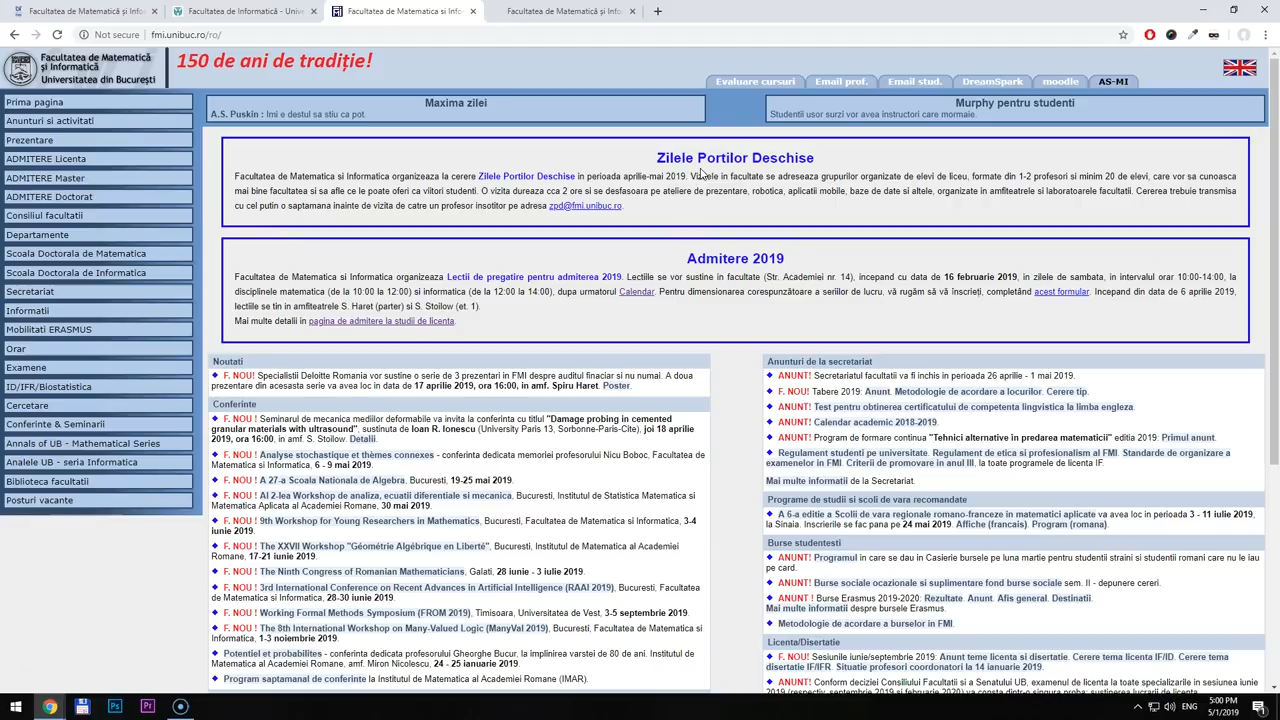 Facultatea de Matematică și Info
Facultatea de Informatică - Unive
Facultatea de Matematica si Info
Facultatea de Matematică și Info
Not secure
fmi.unibuc.ro/ro/
Facultatea de Matematică
și Informatică
Universitatea din București
150 de ani de tradiție!
Evaluare cursuri
Email prof.
Email stud.
DreamSpark
moodle
AS-MI
Prima pagina
Anunturi si activitati
Prezentare
ADMITERE Licenta
ADMITERE Master
ADMITERE Doctorat
Consiliul facultatii
Departamente
Scoala Doctorala de Matematica
Scoala Doctorala de Informatica
Secretariat
Informatii
Mobilitati ERASMUS
Orar
Examene
ID/IFR/Biostatistica
Cercetare
Conferinte & Seminarii
Annals of UB - Mathematical Series
Analele UB - seria Informatica
Biblioteca facultatii
Posturi vacante
Maxima zilei
A.S. Puskin : Imi e destul sa stiu ca pot.
Murphy pentru studenti
Studentii usor surzi vor avea instructori care mormaie.
Zilele Portilor Deschise
Facultatea de Matematica si Informatica organizeaza la cerere Zilele Portilor Deschise in perioada aprilie-mai 2019. Vizitele in facultate se adreseaza grupurilor organizate de elevi de liceu, formate din 1-2 profesori si minim 20 de elevi, care vor sa cunoasca
mai bine facultatea si sa afle ce le poate oferi ca viitori studenti. O vizita dureaza cca 2 ore si se desfasoara pe ateliere de prezentare, robotica, aplicatii mobile, baze de date si altele, organizate in amfiteatrele si laboratoarele facultatii. Cererea trebuie transmisa
cu cel putin o saptamana inainte de vizita de catre un profesor insotitor pe adresa zpd@fmi.unibuc.ro.
Admitere 2019
Facultatea de Matematica si Informatica organizeaza Lectii de pregatire pentru admiterea 2019. Lectiile se vor sustine in facultate (Str. Academiei nr. 14), incepand cu data de 16 februarie 2019, in zilele de sambata, in intervalul orar 10:00-14:00, la
disciplinele matematica (de la 10:00 la 12:00) si informatica (de la 12:00 la 14:00), dupa urmatorul Calendar. Pentru dimensionarea corespunzătoare a seriilor de lucru, vă rugăm să vă înscrieți, completând acest formular. Incepand din data de 6 aprilie 2019,
lectiile se tin in amfiteatrele S. Haret (parter) si S. Stoilow (et. 1).
Mai multe detalii in pagina de admitere la studii de licenta.
Noutati
F. NOU! Specialistii Deloitte Romania vor sustine o serie de 3 prezentari in FMI despre auditul finaciar si nu numai. A doua
prezentare din acesasta serie va avea loc in data de 17 aprilie 2019, ora 16:00, in amf. Spiru Haret. Poster.
Conferinte
F. NOU ! Seminarul de mecanica mediilor deformabile va invita la conferinta cu titlul "Damage probing in cemented
granular materials with ultrasound", sustinuta de Ioan R. Ionescu (University Paris 13, Sorbonne-Paris-Cite), joi 18 aprilie
2019, ora 16:00, in amf. S. Stoilow. Detalii.
F. NOU ! Analyse stochastique et thèmes connexes - conferinta dedicata memoriei profesorului Nicu Boboc, Facultatea de
Matematica si Informatica, 6 - 9 mai 2019.
F. NOU ! A 27-a Scoala Nationala de Algebra, Bucuresti, 19-25 mai 2019.
F. NOU ! Al 2-lea Workshop de analiza, ecuatii diferentiale si mecanica, Bucuresti, Institutul de Statistica Matematica si
Matematica Aplicata al Academiei Romane, 30 mai 2019.
F. NOU ! 9th Workshop for Young Researchers in Mathematics, Bucuresti, Facultatea de Matematica si Informatica, 3-4
iunie 2019.
F. NOU ! The XXVII Workshop "Géométrie Algébrique en Liberté", Bucuresti, Institutul de Matematica al Academiei
Romane, 17-21 iunie 2019.
F. NOU ! The Ninth Congress of Romanian Mathematicians, Galati, 28 iunie - 3 iulie 2019.
F. NOU ! 3rd International Conference on Recent Advances in Artificial Intelligence (RAAI 2019), Bucuresti, Facultatea
de Matematica si Informatica, 28-30 iunie 2019.
F. NOU ! Working Formal Methods Symposium (FROM 2019), Timisoara, Universitatea de Vest, 3-5 septembrie 2019.
F. NOU ! The 8th International Workshop on Many-Valued Logic (ManyVal 2019), Bucuresti, Facultatea de Matematica si
Informatica, 1-3 noiembrie 2019.
Potentiel et probabilites - conferinta dedicata profesorului Gheorghe Bucur, la implinirea varstei de 80 de ani. Institutul de
Matematica al Academiei Romane, amf. Miron Nicolescu, 24 - 25 ianuarie 2019.
Program saptamanal de conferinte la Institutul de Matematica al Academiei Romane (IMAR).
Anunturi de la secretariat
ANUNT! Secretariatul facultatii va fi inchis in perioada 26 aprilie - 1 mai 2019.
F. NOU! Tabere 2019: Anunt. Metodologie de acordare a locurilor. Cerere tip.
ANUNT! Test pentru obtinerea certificatului de competenta lingvistica la limba engleza.
ANUNT! Calendar academic 2018-2019.
ANUNT! Program de formare continua "Tehnici alternative în predarea matematicii" editia 2019: Primul anunt.
Regulament studenti pe universitate. Regulament de etica si profesionalism al FMI. Standarde de organizare a
examenelor in FMI. Criterii de promovare in anul III, la toate programele de licenta IF.
Mai multe informatii de la Secretariat.
Programe de studii si scoli de vara recomandate
A 6-a editie a Scolii de vara regionale romano-franceze in matematici aplicate va avea loc in perioada 3 - 11 iulie 2019,
la Sinaia. Inscrierile se fac pana pe 24 mai 2019. Affiche (francais). Program (romana).
Burse studentesti
ANUNT! Programul in care se dau in Casierie bursele pe luna martie pentru studentii straini si studentii romani care nu le iau
pe card.
ANUNT! Burse sociale ocazionale si suplimentare fond burse sociale sem. II - depunere cereri.
ANUNT ! Burse Erasmus 2019-2020: Rezultate. Anunt. Afis general. Destinatii.
Mai multe informatii despre bursele Erasmus.
Metodologie de acordare a burselor in FMI.
Licenta/Disertatie
F. NOU! Sesiunile iunie/septembrie 2019: Anunt teme licenta si disertatie. Cerere tema licenta IF/ID. Cerere tema
disertatie IF/IFR. Situatie profesori coordonatori la 14 ianuarie 2019.
ANUNT! Conform deciziei Consiliului Facultatii si a Senatului UB, examenul de licenta la toate specializarile in sesiunea iunie
2019 (respectiv, septembrie 2019 si februarie 2020) va consta dintr-o singura proba: sustinerea lucrarii de licenta.
ENG
5:00 PM
5/1/2019